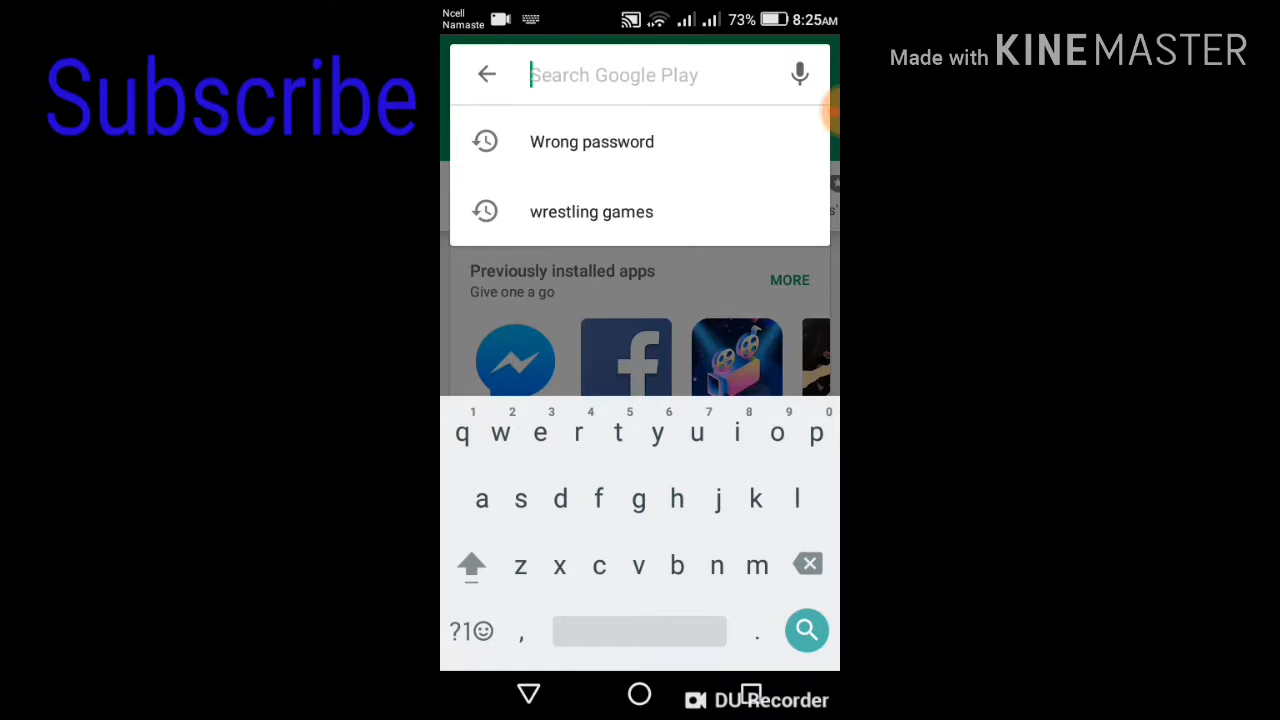 Subscribe
Made with KINEMASTER
Ncell
Namaste
73% 8:25AM
Search Google Play
Wrong password
wrestling games
Previously installed apps
MORE
Give one a go
1 2 3 4 5 6 7 8 9 0
q w e r t y u i o p
a s d f g h j k l
z x c v b n m
?1 , .
DU Recorder